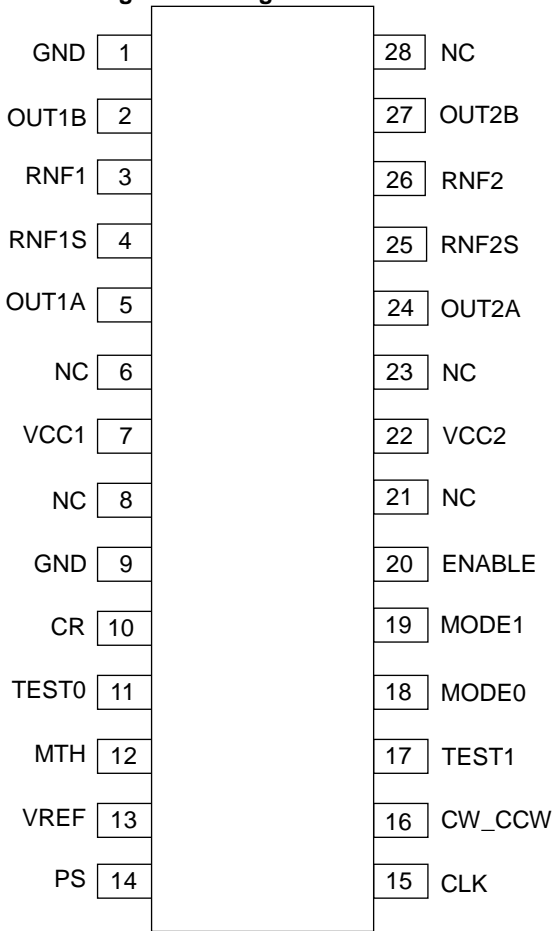 GND 1 28 NC
OUT1B 2 27 OUT2B
RNF1 3 26 RNF2
RNF1S 4 25 RNF2S
OUT1A 5 24 OUT2A
NC 6 23 NC
VCC1 7 22 VCC2
NC 8 21 NC
GND 9 20 ENABLE
CR 10 19 MODE1
TEST0 11 18 MODE0
MTH 12 17 TEST1
VREF 13 16 CW_CCW
PS 14 15 CLK